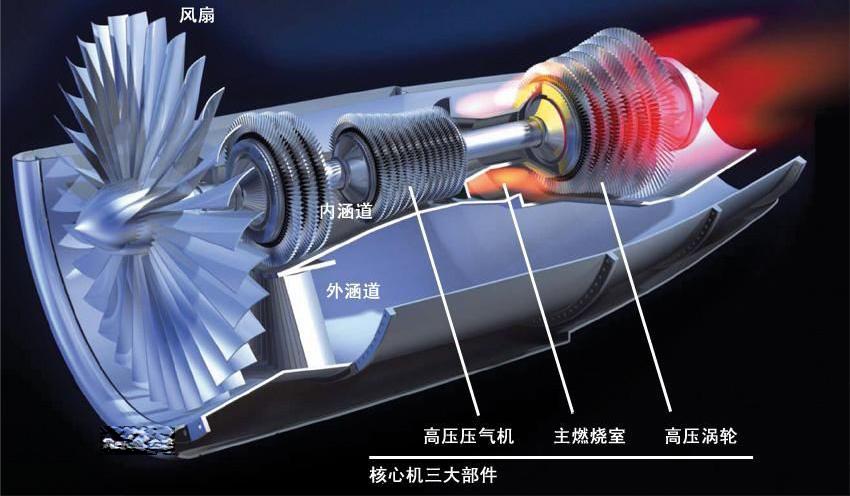 风扇
内涵道
外涵道
高压压气机
主燃烧室
高压涡轮
核心机三大部件